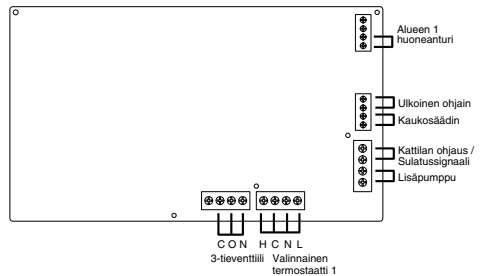 Alueen 1
huoneanturi
Ulkoinen ohjain
Kaukosäädin
Kattilan ohjaus /
Sulatussignaali
Lisäpumppu
C O N H C N L
3-tieventtiili Valinnainen
termostaatti 1